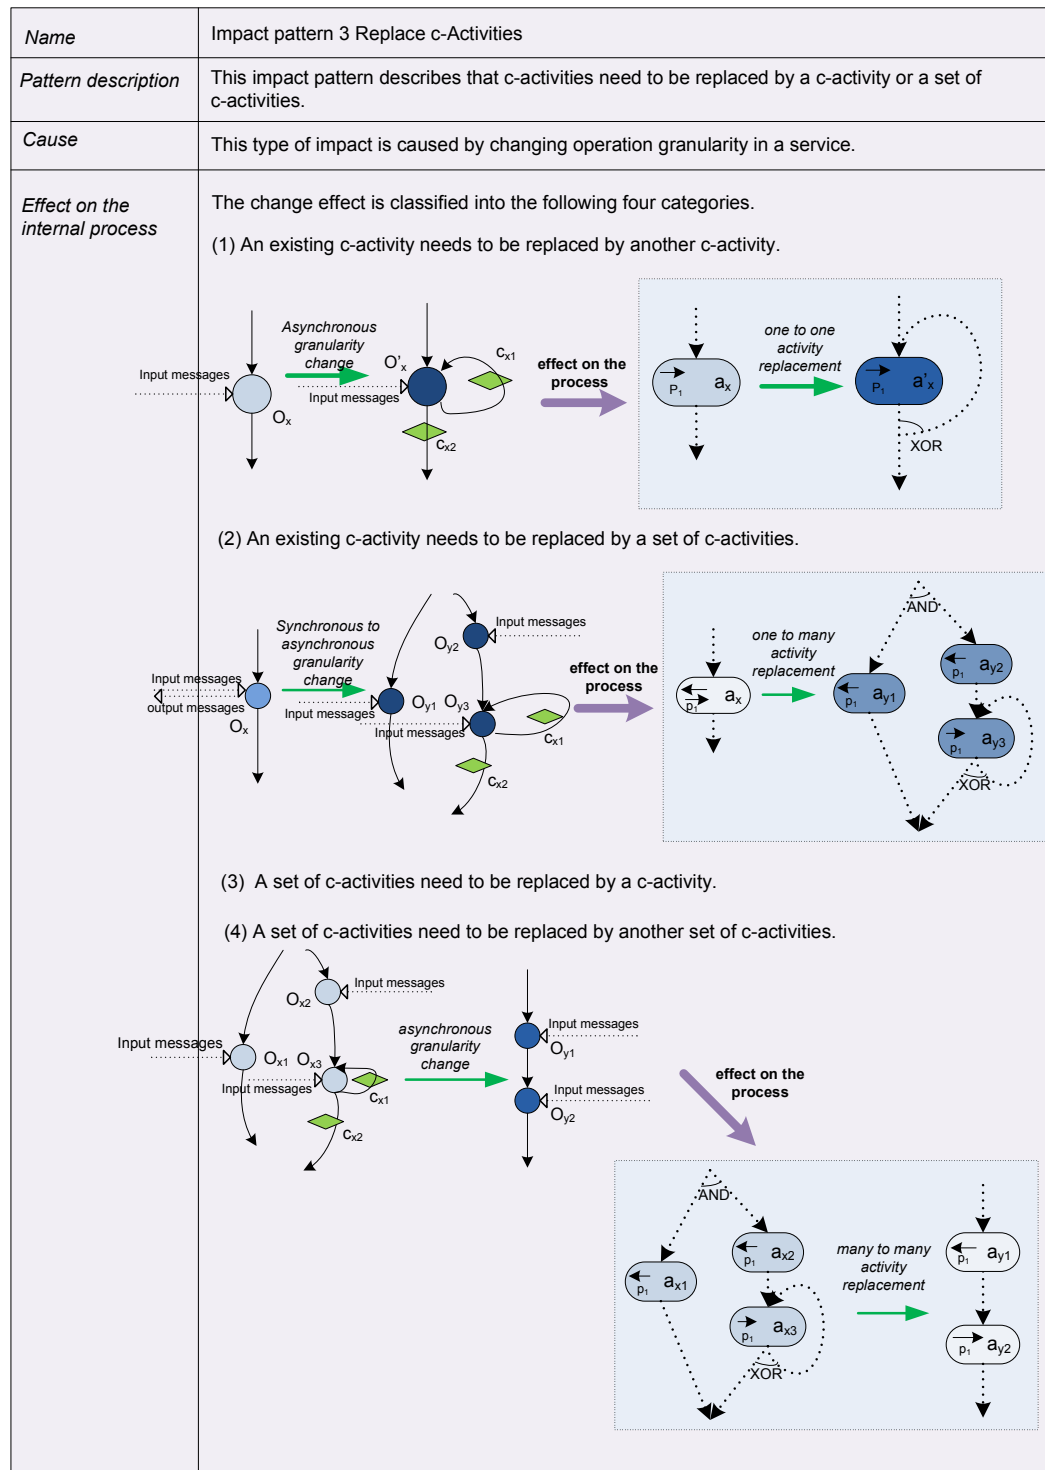 Name
Impact pattern 3 Replace c-Activities
Pattern description
This impact pattern describes that c-activities need to be replaced by a c-activity or a set of
c-activities.
Cause
This type of impact is caused by changing operation granularity in a service.
Effect on the
internal process
The change effect is classified into the following four categories.
(1) An existing c-activity needs to be replaced by another c-activity.
Asynchronous
granularity
change
Input messages
Ox
O'x
Input messages
cx1
cx2
effect on the
process
P1 ax
one to one
activity
replacement
P1 a'x
XOR
(2) An existing c-activity needs to be replaced by a set of c-activities.
Input messages
output messages
Ox
Synchronous to
asynchronous
granularity
change
Oy2
Input messages
Input messages
Oy1
Oy3
Input messages
cx1
cx2
effect on the
process
p1 ax
one to many
activity
replacement
AND
p1 ay1
p1 ay2
p1 ay3
XOR
(3) A set of c-activities need to be replaced by a c-activity.
(4) A set of c-activities need to be replaced by another set of c-activities.
Ox2
Input messages
Input messages
Ox1
Ox3
Input messages
cx1
cx2
asynchronous
granularity
change
Input messages
Oy1
Input messages
Oy2
effect on the
process
AND
p1 ax1
p1 ax2
p1 ax3
XOR
many to many
activity
replacement
p1 ay1
p1 ay2